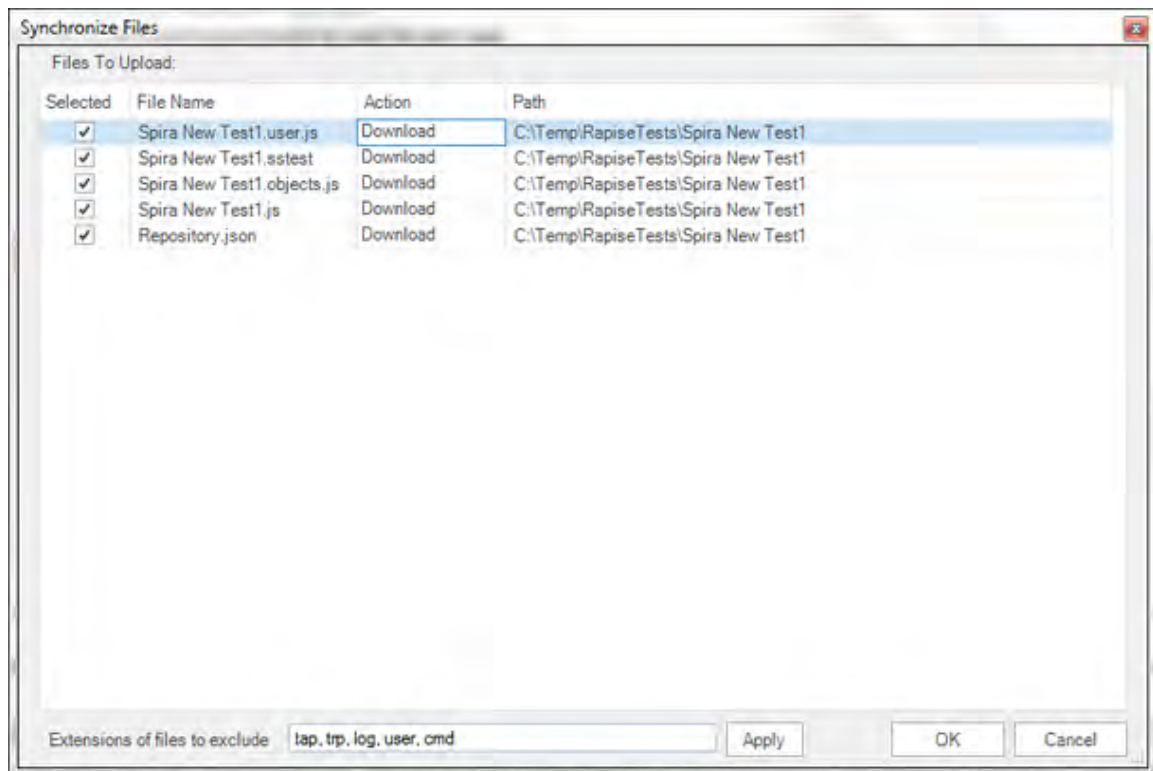 Synchronize Files
Files To Upload:
Selected File Name Action Path
Spira New Test1.user.js Download C:\Temp\RapiseTests\Spira New Test1
Spira New Test1.sstest Download C:\Temp\RapiseTests\Spira New Test1
Spira New Test1.objects.js Download C:\Temp\RapiseTests\Spira New Test1
Spira New Test1.js Download C:\Temp\RapiseTests\Spira New Test1
Repository.json Download C:\Temp\RapiseTests\Spira New Test1
Extensions of files to exclude tap, trp, log, user, cmd Apply OK Cancel